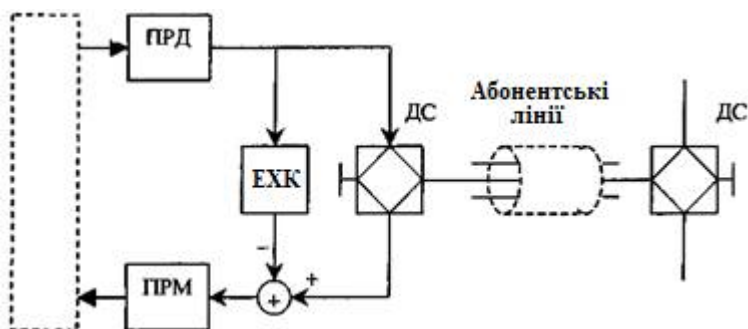 ПРД
Абонентські
лінії
ДС
ДС
ЕХК
−
+
+
ПРМ